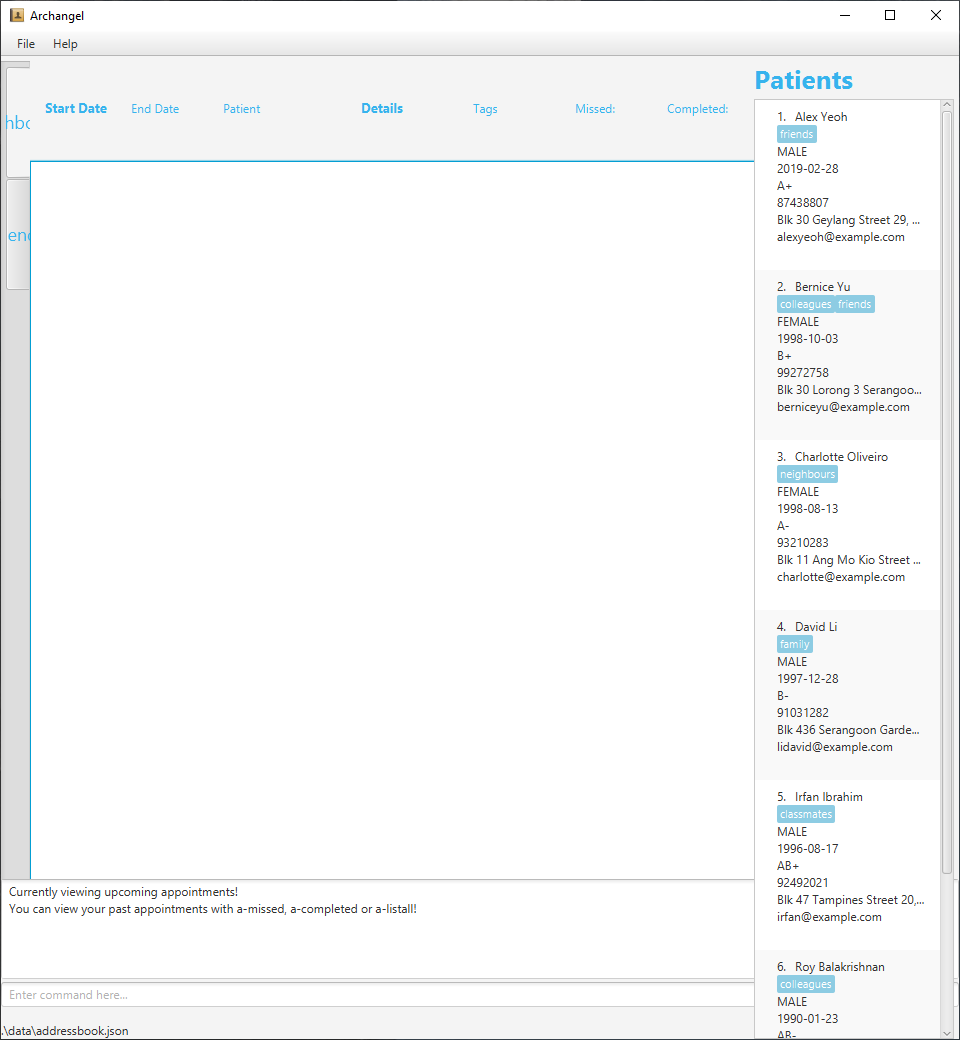 Archangel
File Help
Start Date End Date Patient Details Tags Missed: Completed:
Patients
1. Alex Yeoh
friends
MALE
2019-02-28
A+
87438807
Blk 30 Geylang Street 29, ...
alexyeoh@example.com
2. Bernice Yu
colleagues friends
FEMALE
1998-10-03
B+
99272758
Blk 30 Lorong 3 Serangoo...
berniceyu@example.com
3. Charlotte Oliveiro
neighbours
FEMALE
1998-08-13
A-
93210283
Blk 11 Ang Mo Kio Street ...
charlotte@example.com
4. David Li
family
MALE
1997-12-28
B-
91031282
Blk 436 Serangoon Garde...
lidavid@example.com
5. Irfan Ibrahim
classmates
MALE
1996-08-17
AB+
92492021
Blk 47 Tampines Street 20,...
irfan@example.com
6. Roy Balakrishnan
colleagues
MALE
1990-01-23
AB-
Currently viewing upcoming appointments!
You can view your past appointments with a-missed, a-completed or a-listall!
Enter command here...
.\data\addressbook.json